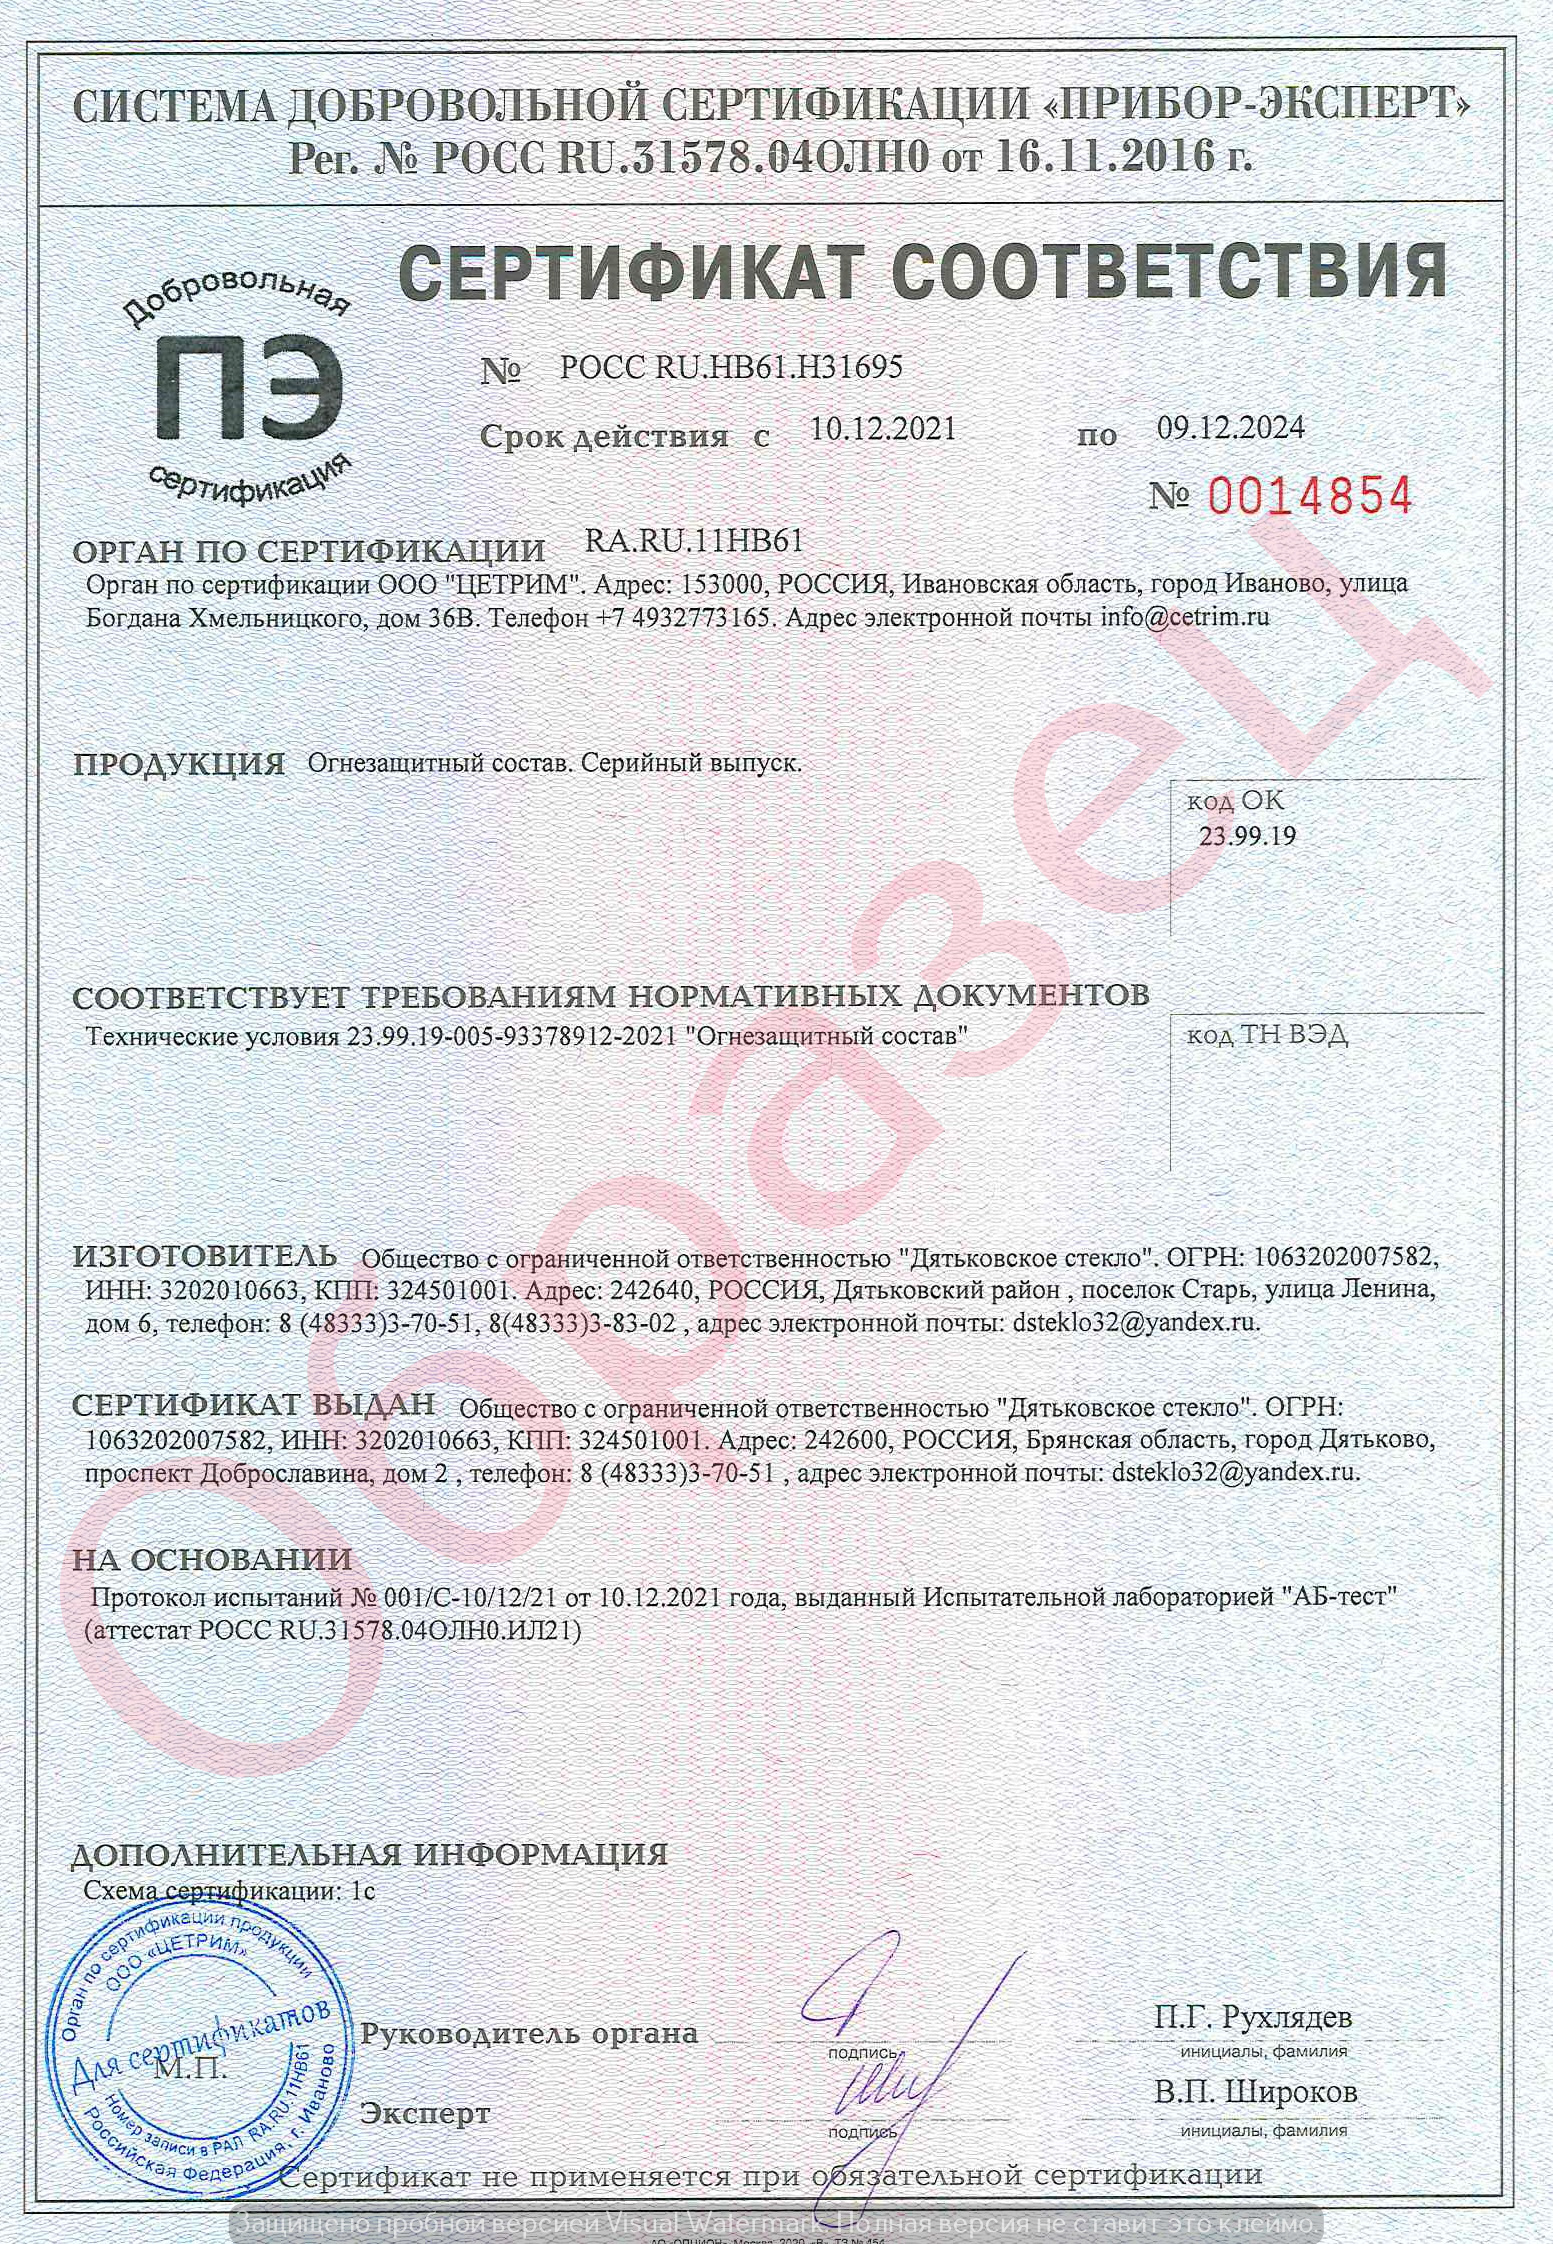 СИСТЕМА ДОБРОВОЛЬНОЙ СЕРТИФИКАЦИИ «ПРИБОР-ЭКСПЕРТ»
Рег. № РОСС RU.31578.04ОЛН0 от 16.11.2016 г.
Добровольная
ПЭ
сертификация
СЕРТИФИКАТ СООТВЕТСТВИЯ
№ РОСС RU.НВ61.Н31695
Срок действия с 10.12.2021 по 09.12.2024
№ 0014854
ОРГАН ПО СЕРТИФИКАЦИИ RA.RU.11НВ61
Орган по сертификации ООО "ЦЕТРИМ". Адрес: 153000, РОССИЯ, Ивановская область, город Иваново, улица
Богдана Хмельницкого, дом 36В. Телефон +7 4932773165. Адрес электронной почты info@cetrim.ru
ПРОДУКЦИЯ Огнезащитный состав. Серийный выпуск.
код ОК
23.99.19
СООТВЕТСТВУЕТ ТРЕБОВАНИЯМ НОРМАТИВНЫХ ДОКУМЕНТОВ
Технические условия 23.99.19-005-93378912-2021 "Огнезащитный состав"
код ТН ВЭД
ИЗГОТОВИТЕЛЬ Общество с ограниченной ответственностью "Дятьковское стекло". ОГРН: 1063202007582,
ИНН: 3202010663, КПП: 324501001. Адрес: 242640, РОССИЯ, Дятьковский район , поселок Старь, улица Ленина,
дом 6, телефон: 8 (48333)3-70-51, 8(48333)3-83-02 , адрес электронной почты: dsteklo32@yandex.ru.
СЕРТИФИКАТ ВЫДАН Общество с ограниченной ответственностью "Дятьковское стекло". ОГРН:
1063202007582, ИНН: 3202010663, КПП: 324501001. Адрес: 242600, РОССИЯ, Брянская область, город Дятьково,
проспект Доброславина, дом 2 , телефон: 8 (48333)3-70-51 , адрес электронной почты: dsteklo32@yandex.ru.
НА ОСНОВАНИИ
Протокол испытаний № 001/С-10/12/21 от 10.12.2021 года, выданный Испытательной лабораторией "АБ-тест"
(аттестат РОСС RU.31578.04ОЛН0.ИЛ21)
Образец
ДОПОЛНИТЕЛЬНАЯ ИНФОРМАЦИЯ
Схема сертификации: 1с
Орган по сертификации продукции
ООО «ЦЕТРИМ»
Для сертификатов
М.П.
Номер записи в РАЛ RA.RU.11НВ61
Российская Федерация, г. Иваново
Руководитель органа
подпись
П.Г. Рухлядев
инициалы, фамилия
Эксперт
подпись
В.П. Широков
инициалы, фамилия
Сертификат не применяется при обязательной сертификации
Защищено пробной версией Visual Watermark. Полная версия не ставит это клеймо.
АО «ОПЦИОН», Москва, 2020, «В», ТЗ № 454